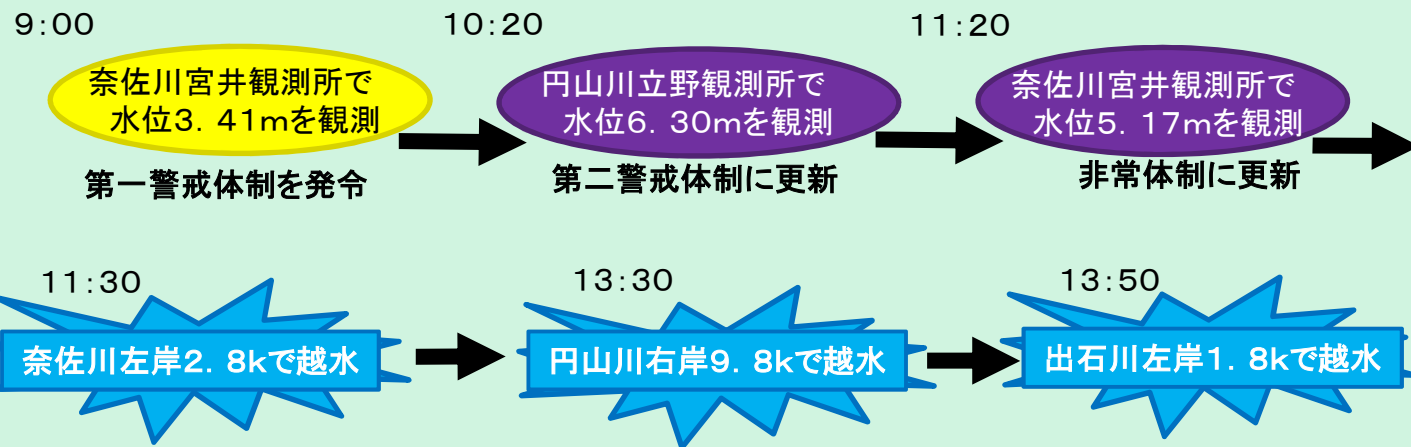 9:00
奈佐川宮井観測所で
水位3．41mを観測
第一警戒体制を発令
10:20
円山川立野観測所で
水位6．30mを観測
第二警戒体制に更新
11:20
奈佐川宮井観測所で
水位5．17mを観測
非常体制に更新
11:30
奈佐川左岸2．8kで越水
13:30
円山川右岸9．8kで越水
13:50
出石川左岸1．8kで越水